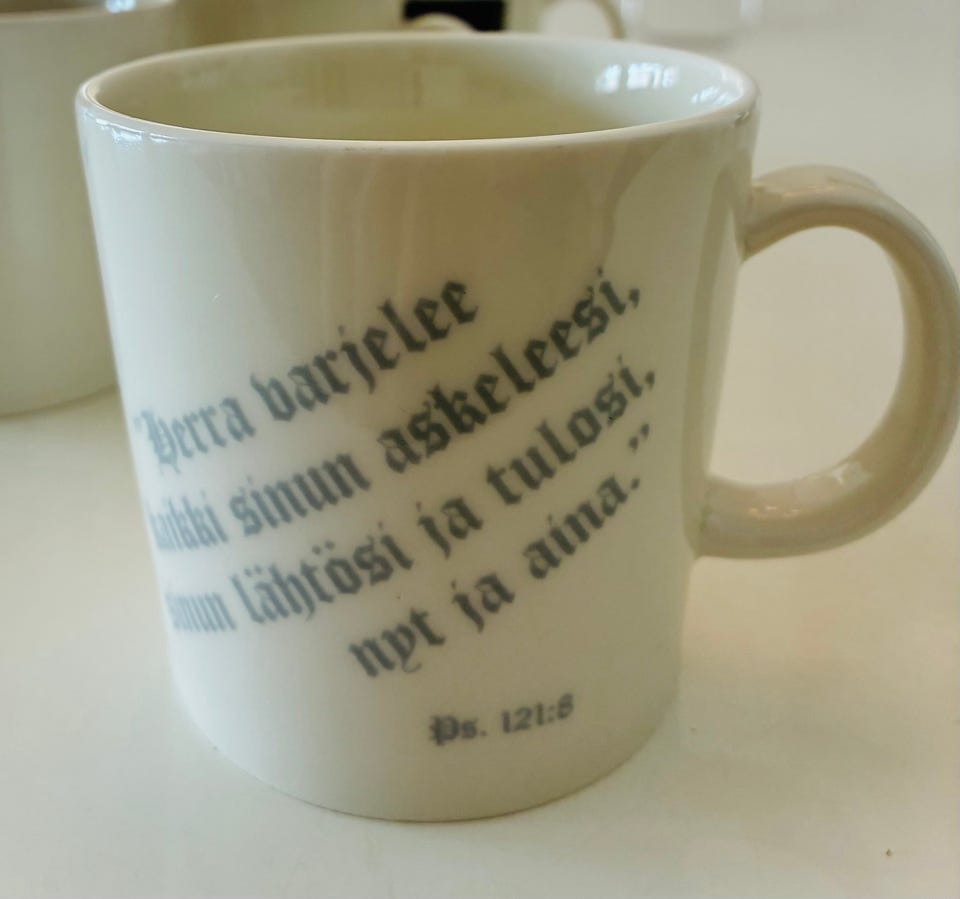 "Herra varjelee
kaikki sinun askeleesi,
sinun lähtösi ja tulosi,
nyt ja aina."
Ps. 121:8